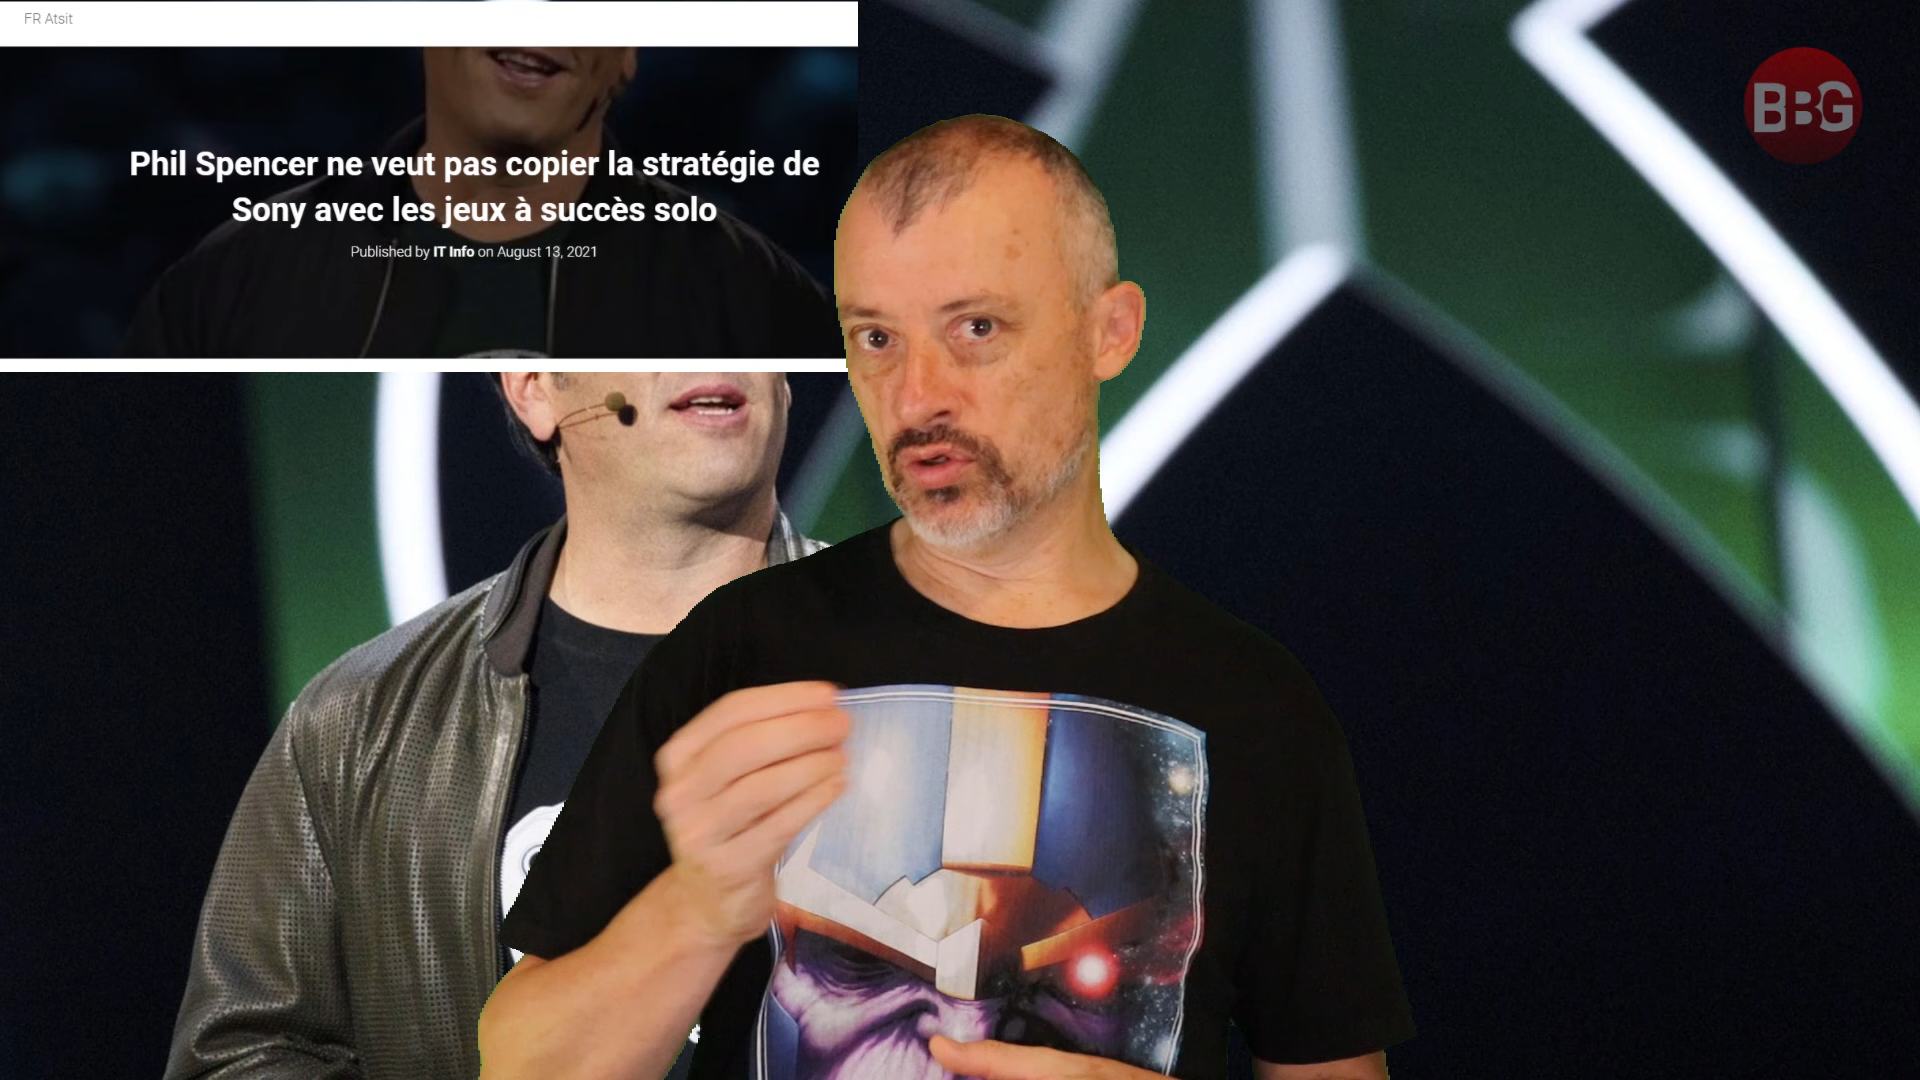 FR Atsit
BBG
Phil Spencer ne veut pas copier la stratégie de
Sony avec les jeux à succès solo
Published by IT Info on August 13, 2021